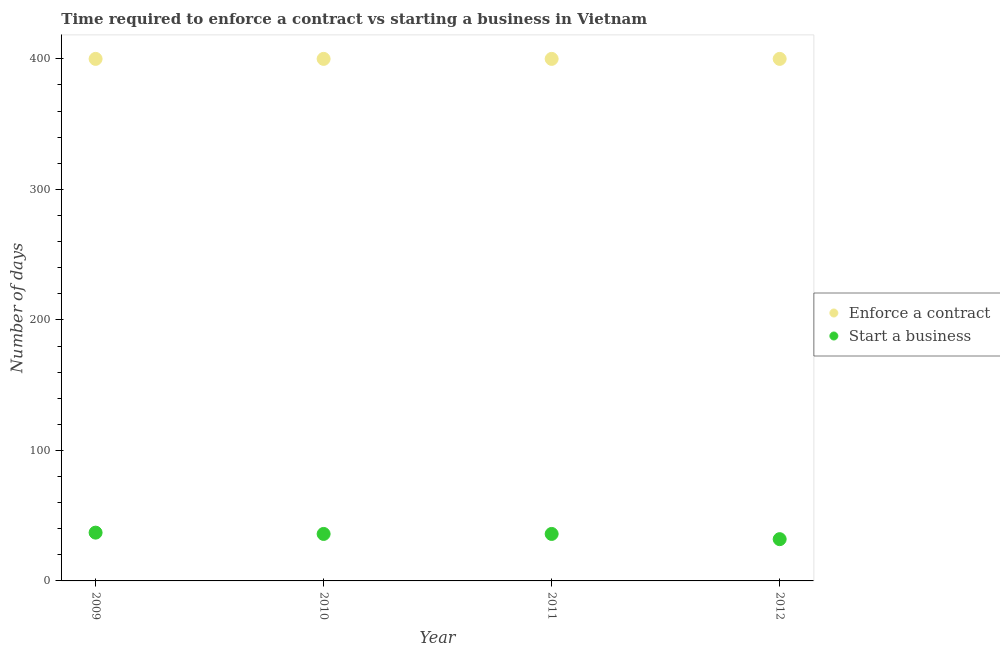 Time required to enforce a contract vs starting a business in Vietnam
Number of days
400
300
200
100
0
2009
2010
2011
2012
Year
Enforce a contract
Start a business